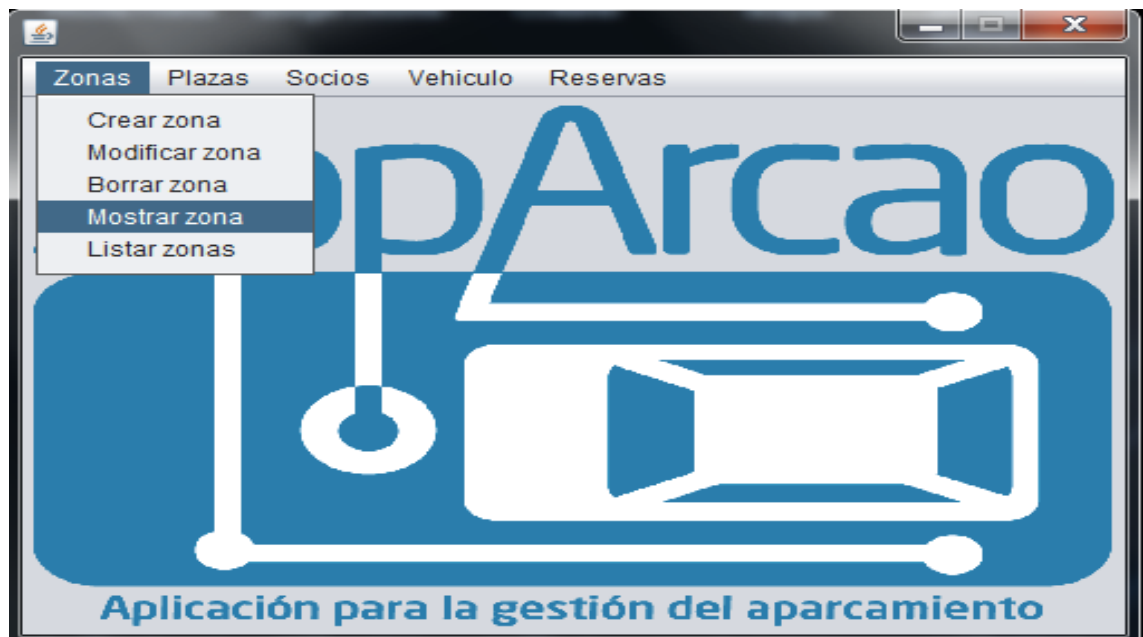 Zonas Plazas Socios Vehiculo Reservas
Crear zona
Modificar zona
Borrar zona
Mostrar zona
Listar zonas
pArcao
Aplicación para la gestión del aparcamiento